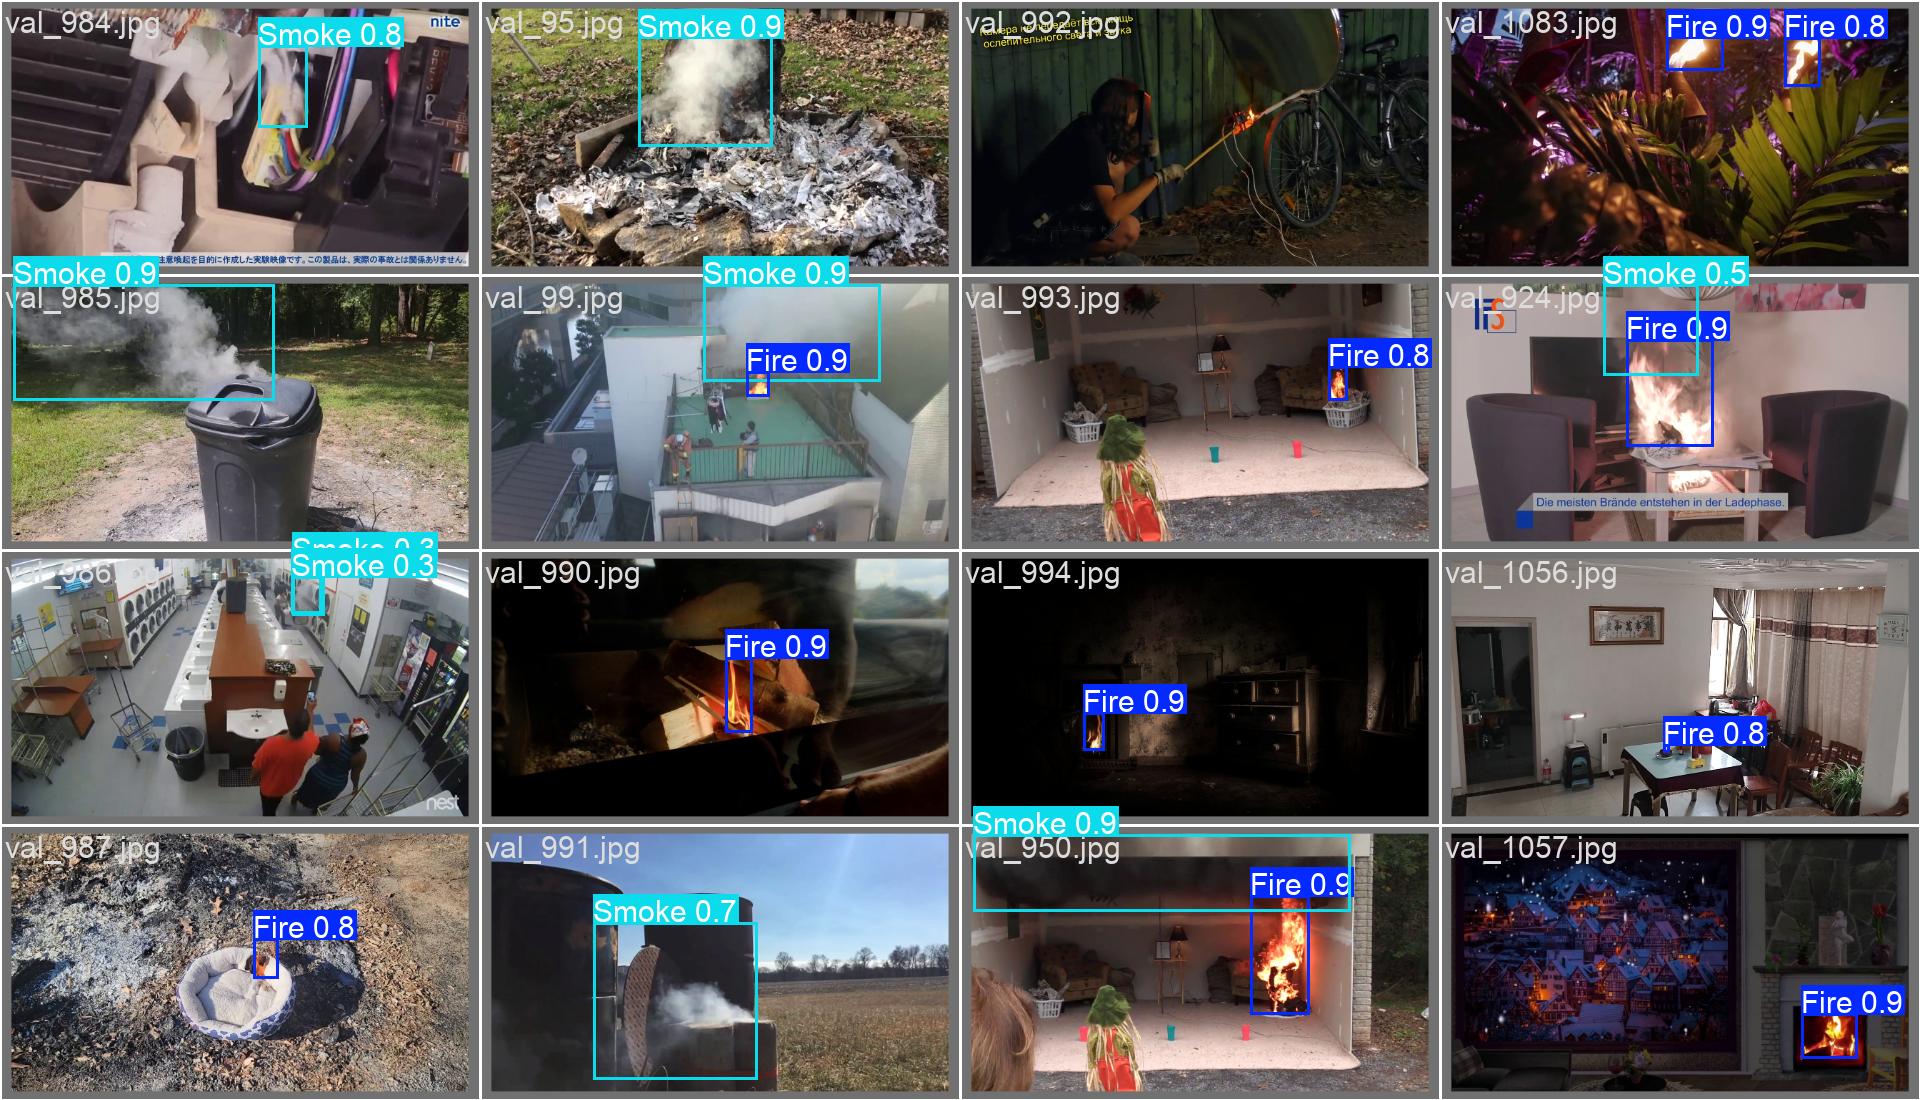 val_984.jpg
Smoke 0.8
nite
注意喚起を目的に作成した実験映像です。この製品は、実際の事故とは関係ありません。
val_95.jpg
Smoke 0.9
val_992.jpg
ослепительного света и звука
val_1083.jpg
Fire 0.9
Fire 0.8
Smoke 0.9
val_985.jpg
val_99.jpg
Smoke 0.9
Fire 0.9
val_993.jpg
Fire 0.8
val_924.jpg
Smoke 0.5
Fire 0.9
IFS
Die meisten Brände entstehen in der Ladephase.
val_986.jpg
Smoke 0.3
Smoke 0.3
nest
val_990.jpg
Fire 0.9
val_994.jpg
Fire 0.9
val_1056.jpg
Fire 0.8
val_987.jpg
Fire 0.8
val_991.jpg
Smoke 0.7
Smoke 0.9
val_950.jpg
Fire 0.9
val_1057.jpg
Fire 0.9